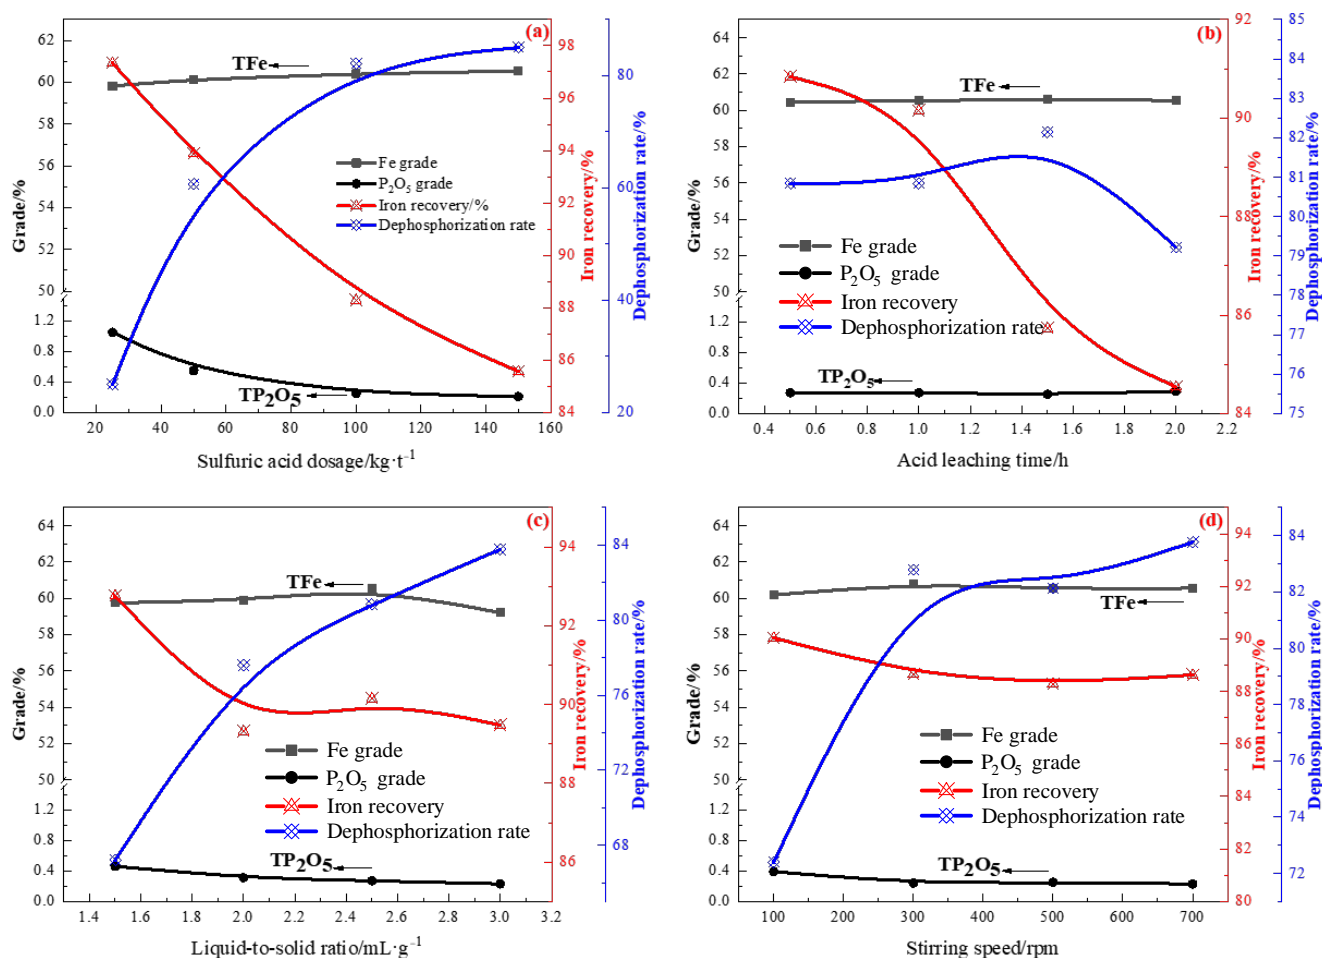 (a)
62
60
58
56
54
52
50
1.2
0.8
0.4
0.0
Grade/%
20 40 60 80 100 120 140 160
Sulfuric acid dosage/kg·t⁻¹
98
96
94
92
90
88
86
84
Iron recovery/%
80
60
40
20
Dephosphorization rate/%
TFe
TP₂O₅
Fe grade
P₂O₅ grade
Iron recovery/%
Dephosphorization rate
(b)
64
62
60
58
56
54
52
50
1.2
0.8
0.4
0.0
Grade/%
0.4 0.6 0.8 1.0 1.2 1.4 1.6 1.8 2.0 2.2
Acid leaching time/h
92
90
88
86
84
Iron recovery/%
85
84
83
82
81
80
79
78
77
76
75
Dephosphorization rate/%
TFe
TP₂O₅
Fe grade
P₂O₅ grade
Iron recovery
Dephosphorization rate
(c)
64
62
60
58
56
54
52
50
1.2
0.8
0.4
0.0
Grade/%
1.4 1.6 1.8 2.0 2.2 2.4 2.6 2.8 3.0 3.2
Liquid-to-solid ratio/mL·g⁻¹
94
92
90
88
86
Iron recovery/%
84
80
76
72
68
Dephosphorization rate/%
TFe
TP₂O₅
Fe grade
P₂O₅ grade
Iron recovery
Dephosphorization rate
(d)
64
62
60
58
56
54
52
50
1.2
0.8
0.4
0.0
Grade/%
100 200 300 400 500 600 700
Stirring speed/rpm
94
92
90
88
86
84
82
80
Iron recovery/%
84
82
80
78
76
74
72
Dephosphorization rate/%
TFe
TP₂O₅
Fe grade
P₂O₅ grade
Iron recovery
Dephosphorization rate